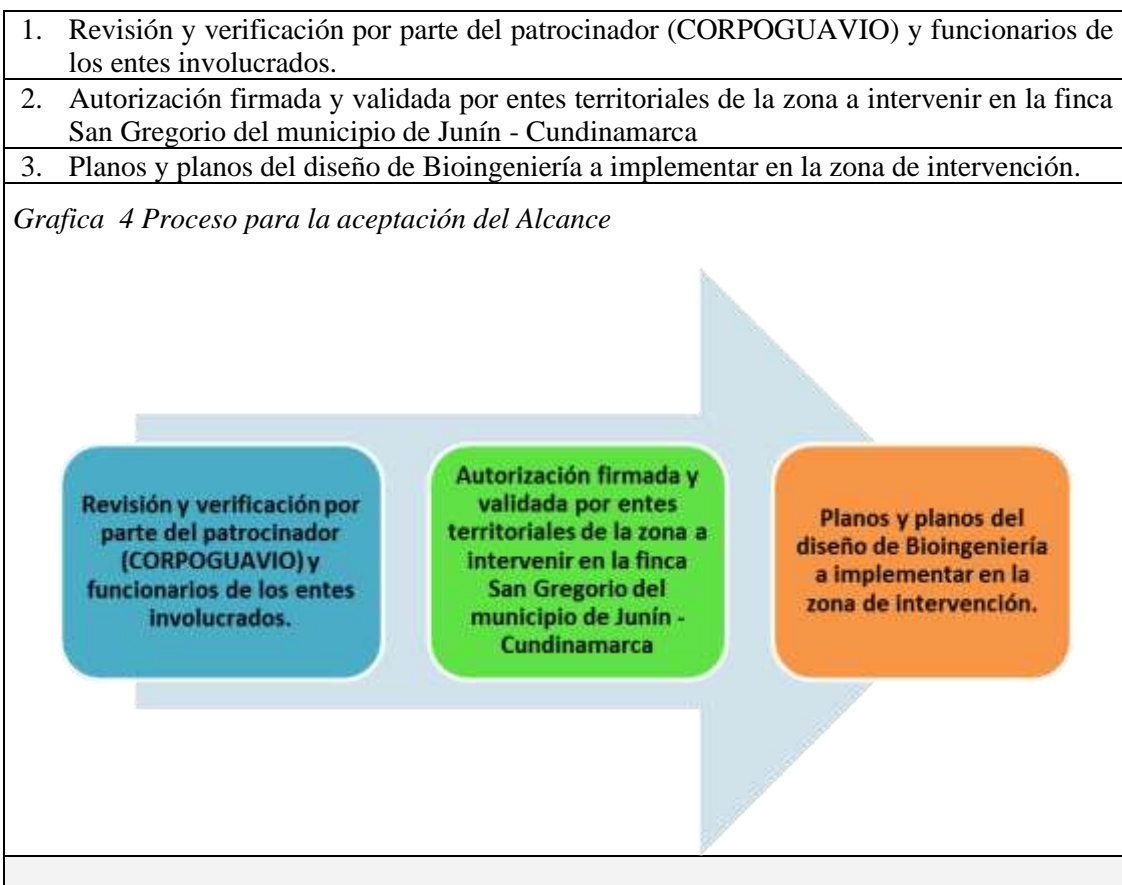 1. Revisión y verificación por parte del patrocinador (CORPOGUAVIO) y funcionarios de
los entes involucrados.
2. Autorización firmada y validada por entes territoriales de la zona a intervenir en la finca
San Gregorio del municipio de Junín - Cundinamarca
3. Planos y planos del diseño de Bioingeniería a implementar en la zona de intervención.
Grafica 4 Proceso para la aceptación del Alcance
Revisión y verificación por
parte del patrocinador
(CORPOGUAVIO) y
funcionarios de los entes
involucrados.
Autorización firmada y
validada por entes
territoriales de la zona a
intervenir en la finca
San Gregorio del
municipio de Junín -
Cundinamarca
Planos y planos del
diseño de Bioingeniería
a implementar en la
zona de intervención.